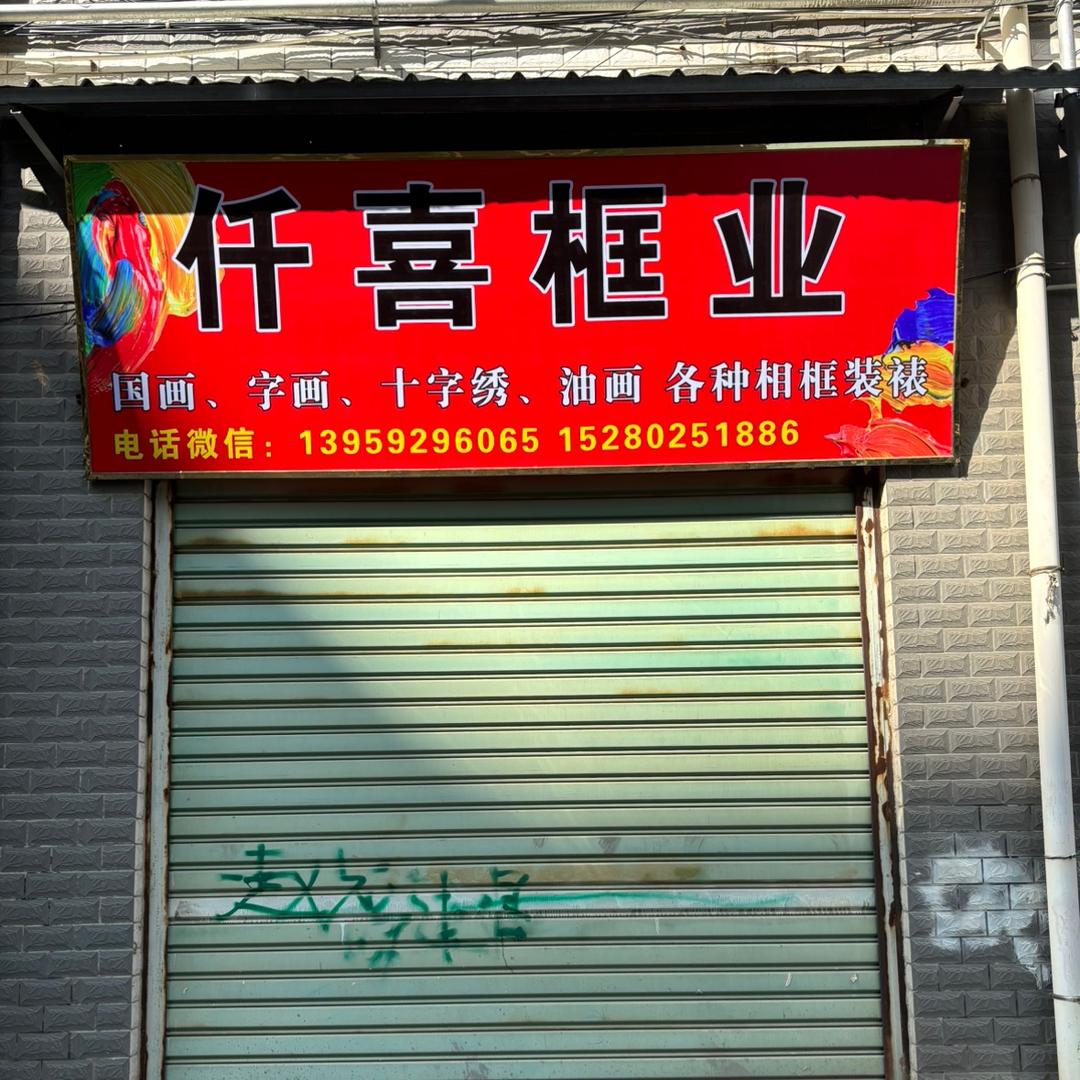 仟喜框业
国画、字画、十字绣、油画 各种相框装裱
电话微信：13959296065 15280251886